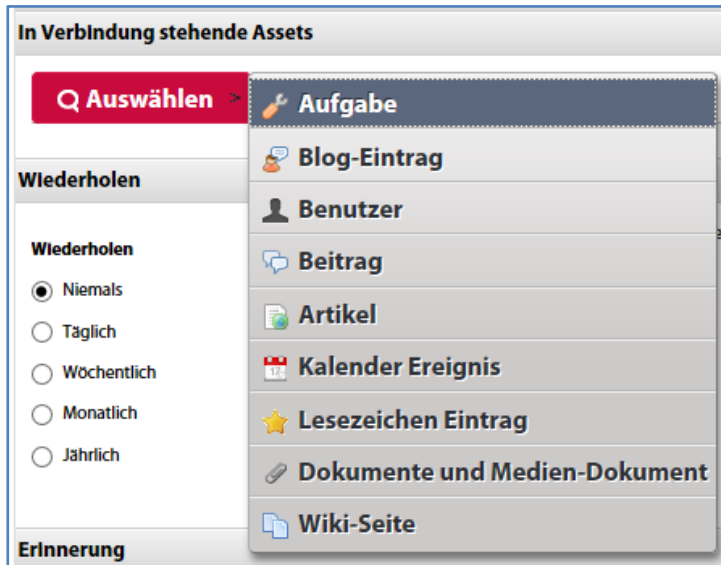 In Verbindung stehende Assets
Auswählen >
Aufgabe
Blog-Eintrag
Benutzer
Beitrag
Artikel
Kalender Ereignis
Lesezeichen Eintrag
Dokumente und Medien-Dokument
Wiki-Seite
Wiederholen
Wiederholen
Niemals
Täglich
Wöchentlich
Monatlich
Jährlich
Erinnerung